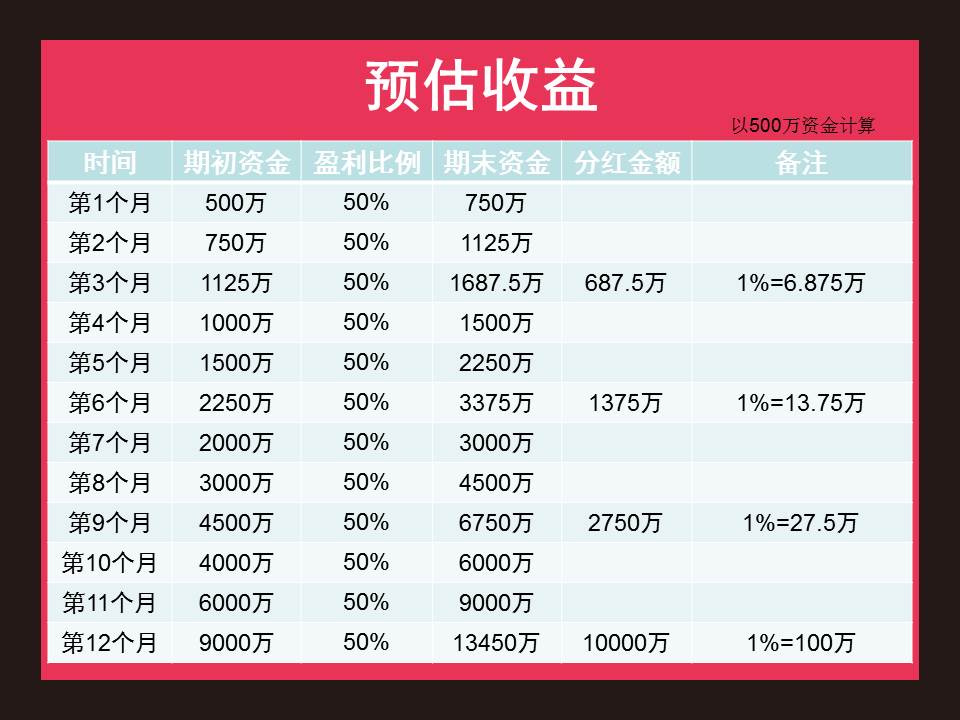 预估收益
以500万资金计算
时间 期初资金 盈利比例 期末资金 分红金额 备注
第1个月 500万 50% 750万
第2个月 750万 50% 1125万
第3个月 1125万 50% 1687.5万 687.5万 1%=6.875万
第4个月 1000万 50% 1500万
第5个月 1500万 50% 2250万
第6个月 2250万 50% 3375万 1375万 1%=13.75万
第7个月 2000万 50% 3000万
第8个月 3000万 50% 4500万
第9个月 4500万 50% 6750万 2750万 1%=27.5万
第10个月 4000万 50% 6000万
第11个月 6000万 50% 9000万
第12个月 9000万 50% 13450万 10000万 1%=100万